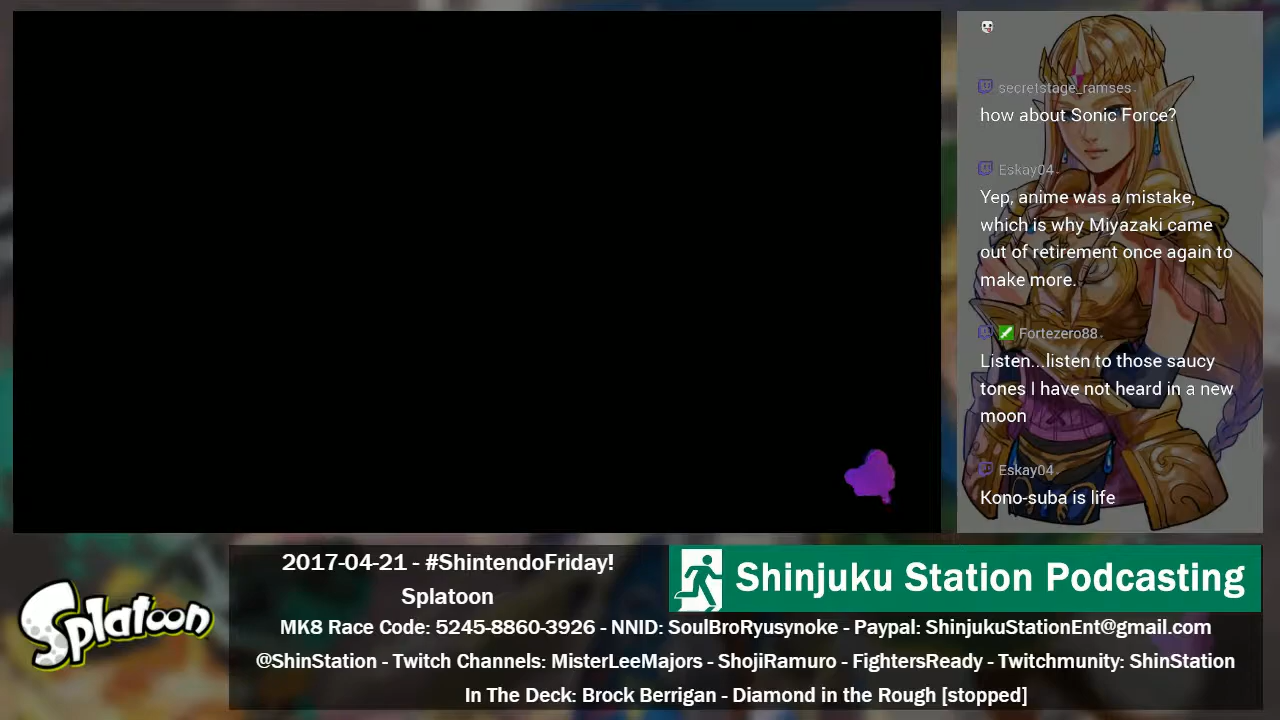 secretstage_ramses
how about Sonic Force?
Eskay04
Yep, anime was a mistake,
which is why Miyazaki came
out of retirement once again to
make more.
Fortezero88
Listen...listen to those saucy
tones I have not heard in a new
moon
Eskay04
Kono-suba is life
Splatoon
2017-04-21 - #ShintendoFriday!
Splatoon
Shinjuku Station Podcasting
MK8 Race Code: 5245-8860-3926 - NNID: SoulBroRyusynoke - Paypal: ShinjukuStationEnt@gmail.com
@ShinStation - Twitch Channels: MisterLeeMajors - ShojiRamuro - FightersReady - Twitchmunity: ShinStation
In The Deck: Brock Berrigan - Diamond in the Rough [stopped]